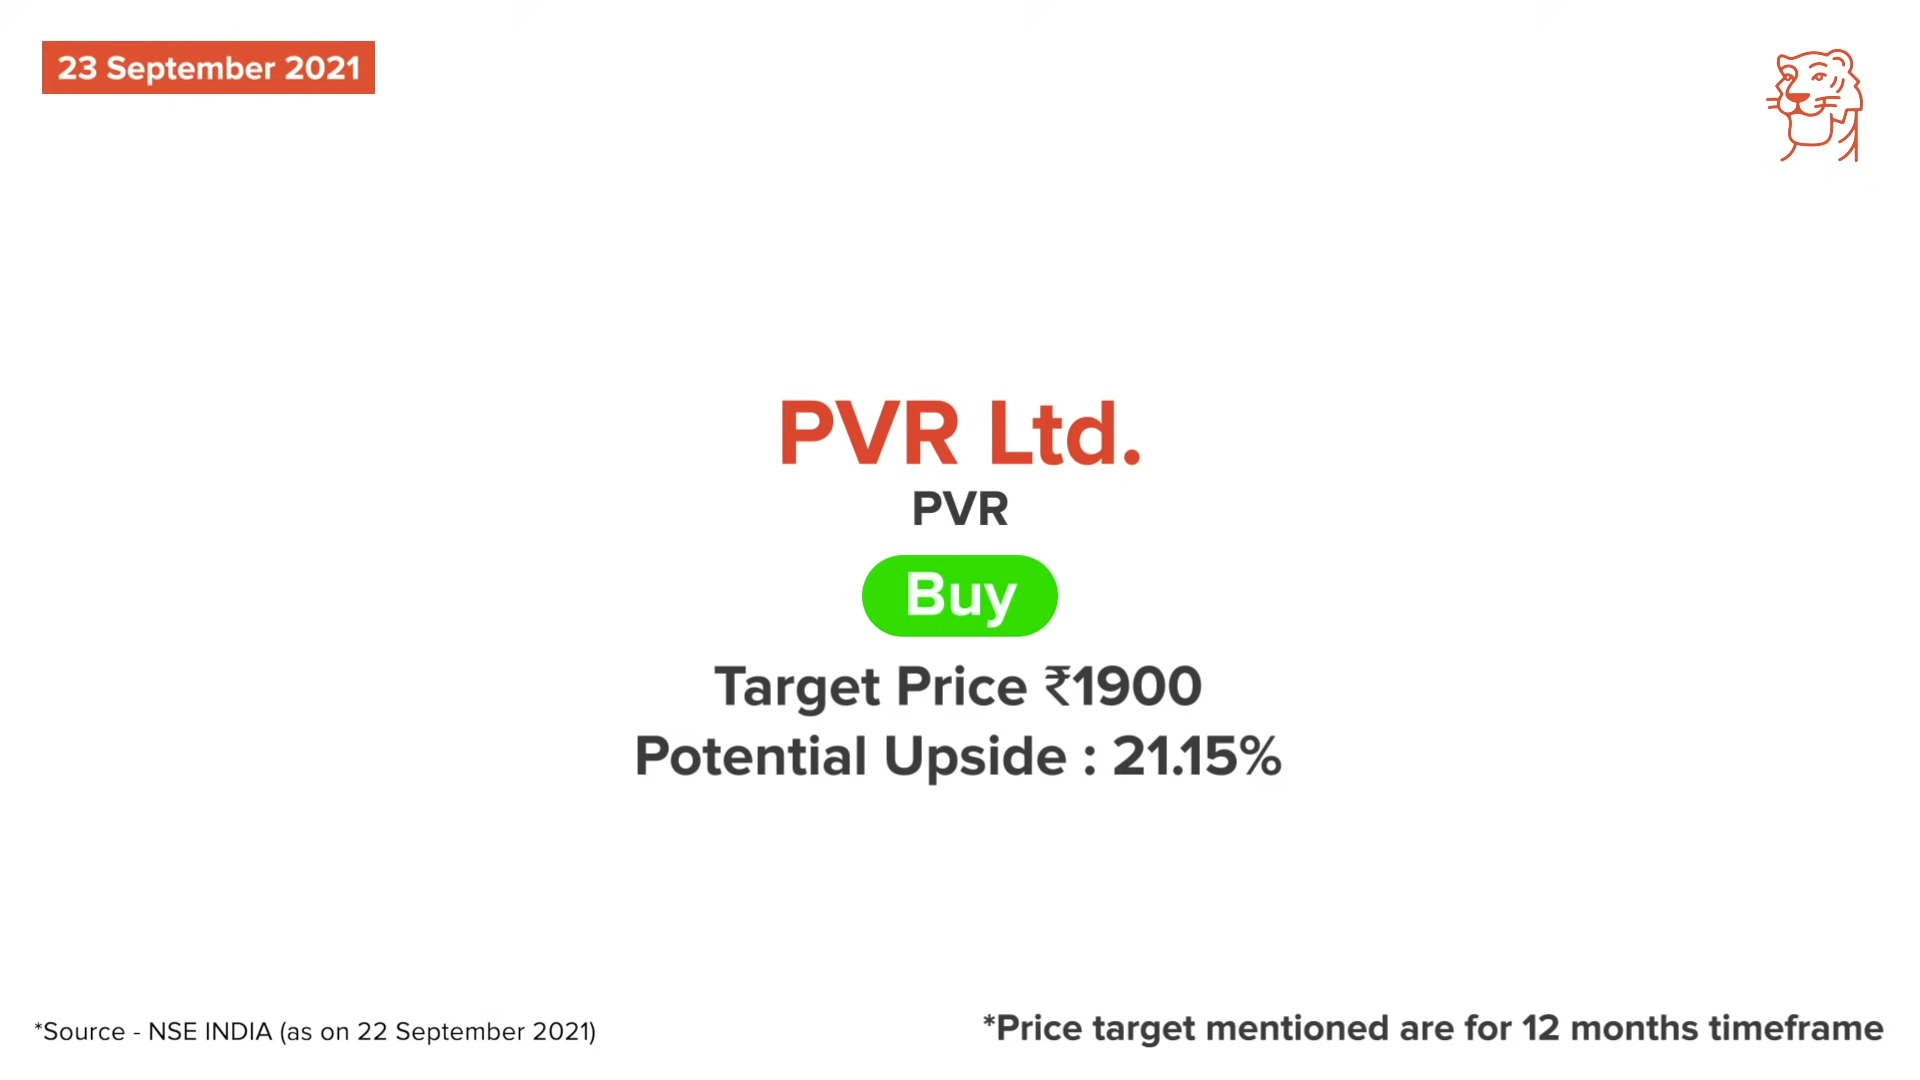 23 September 2021
PVR Ltd.
PVR
Buy
Target Price ₹1900
Potential Upside : 21.15%
*Source - NSE INDIA (as on 22 September 2021)
*Price target mentioned are for 12 months timeframe